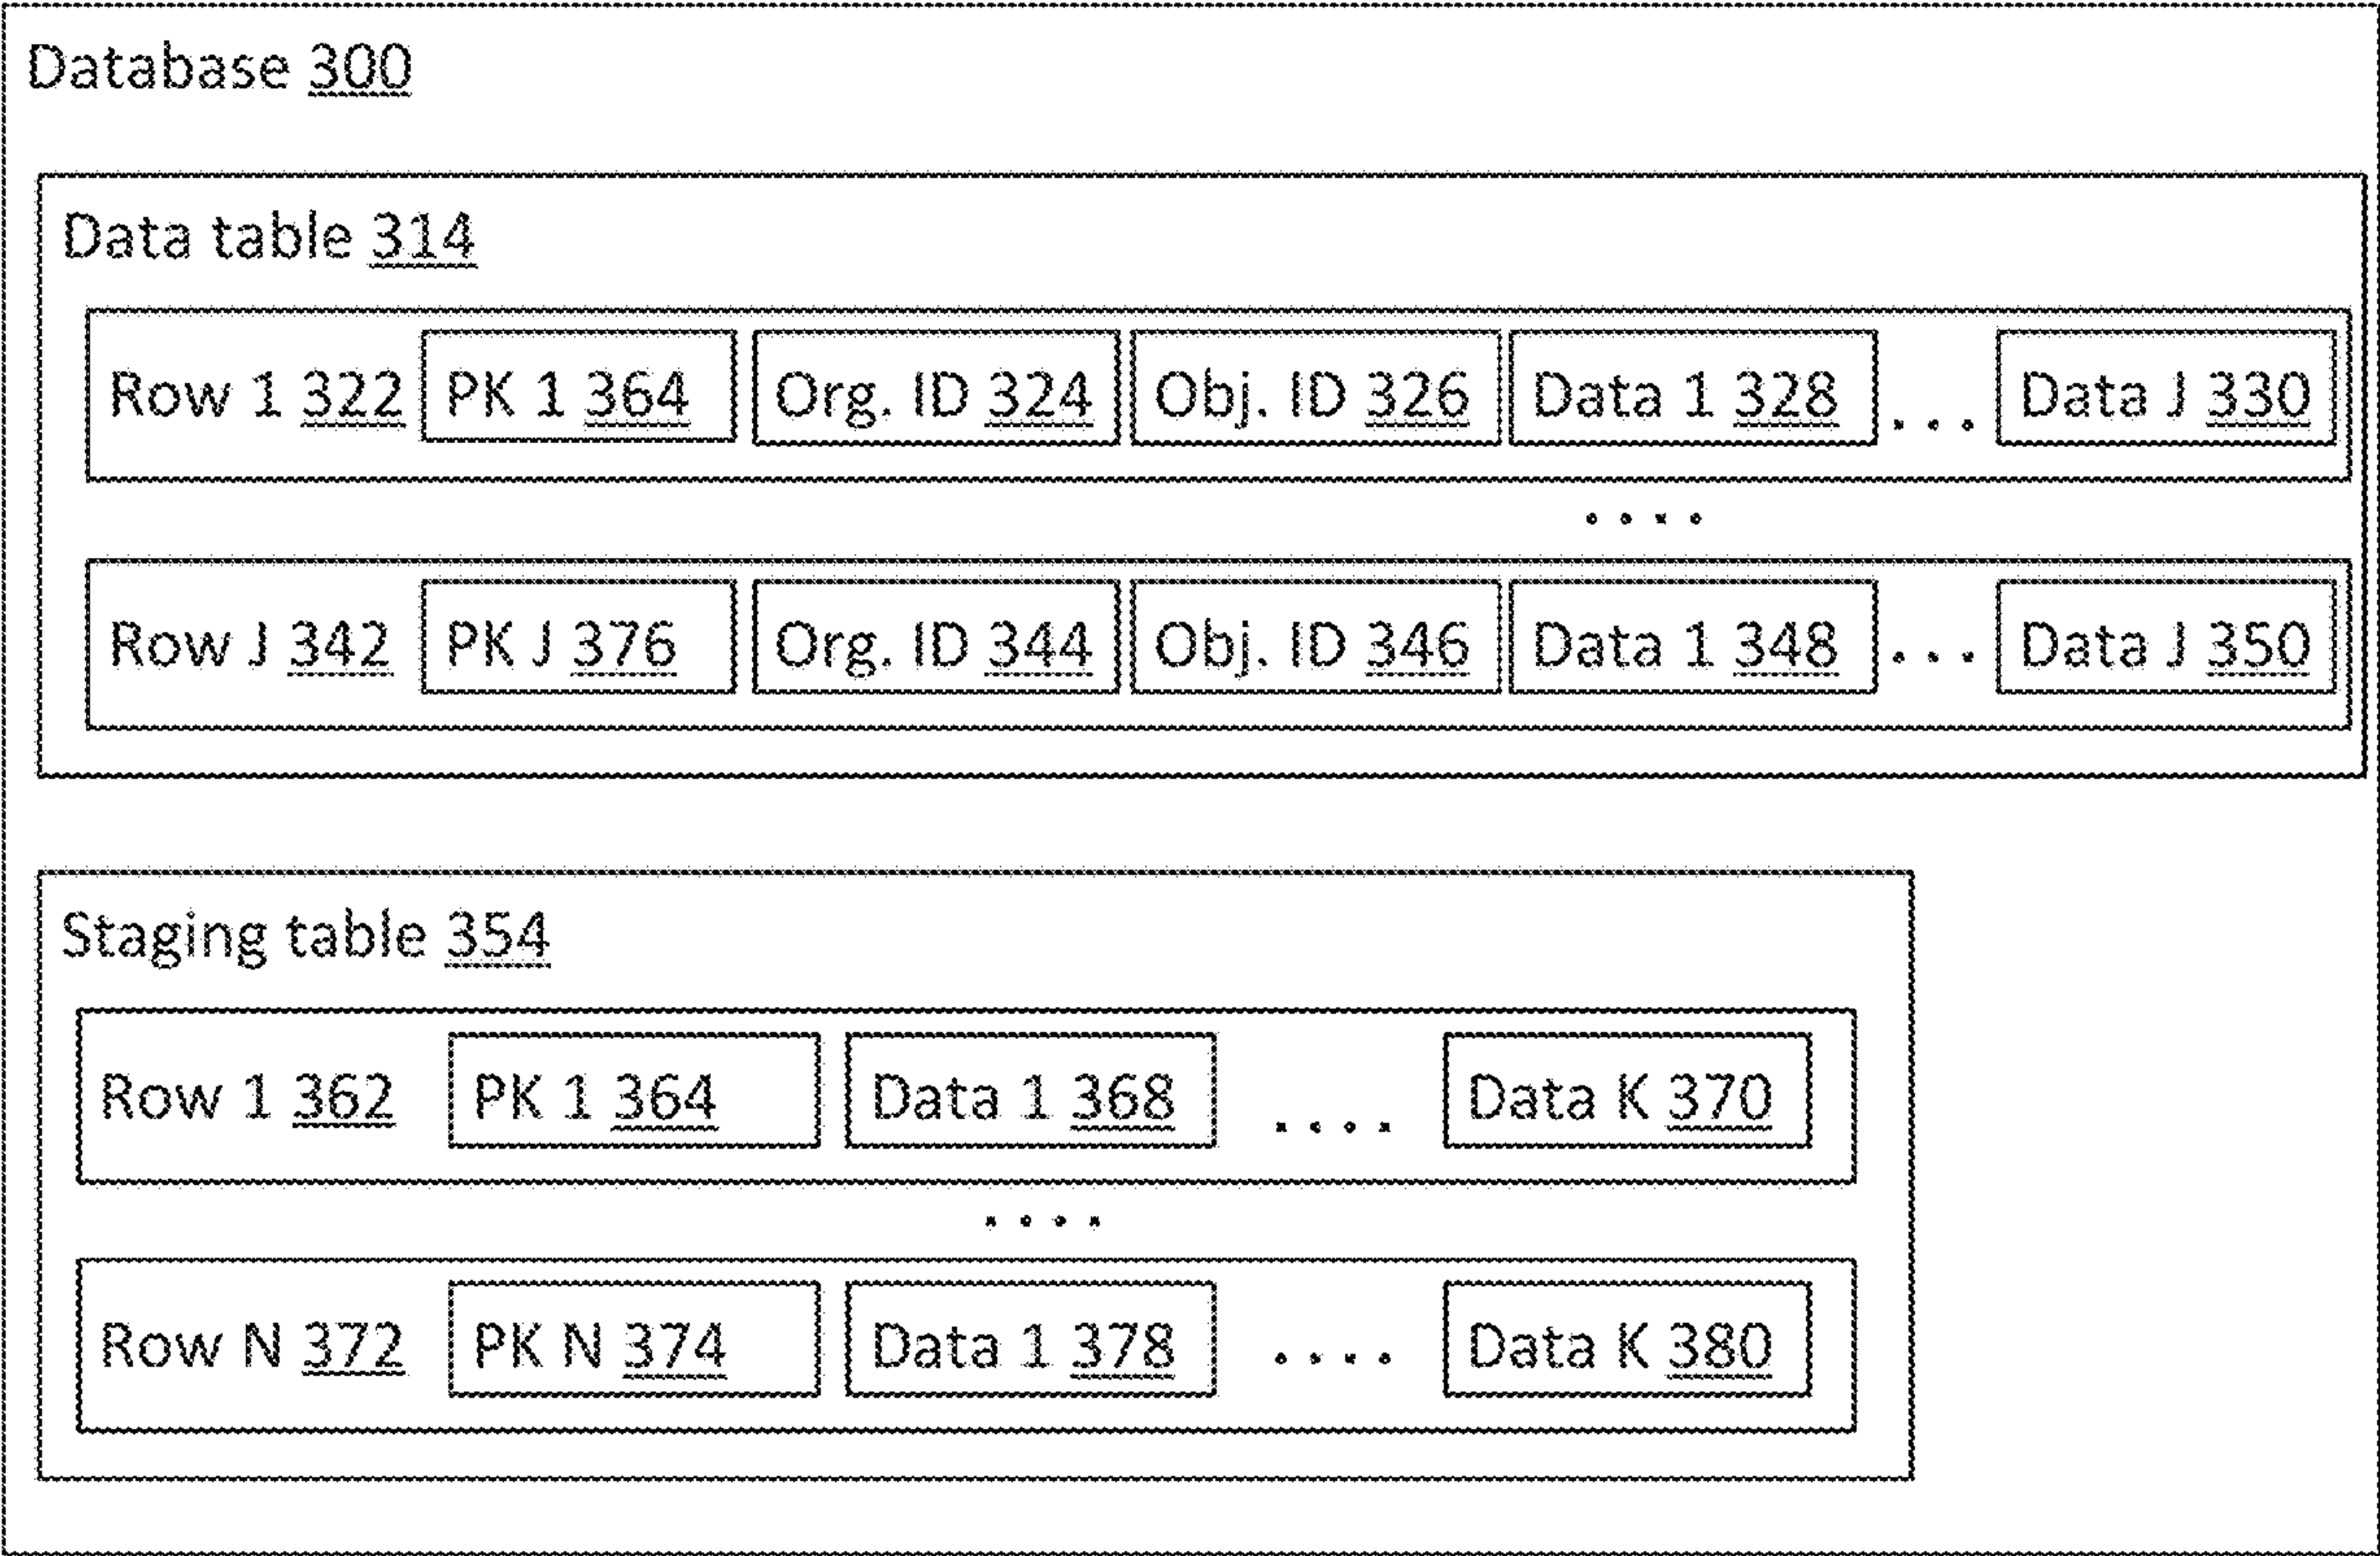 Database 300
Data table 314
Row 1 322 PK 1 364 Org. ID 324 Obj. ID 326 Data 1 328 ... Data J 330
....
Row J 342 PK J 376 Org. ID 344 Obj. ID 346 Data 1 348 ... Data J 350
Staging table 354
Row 1 362 PK 1 364 Data 1 368 .... Data K 370
....
Row N 372 PK N 374 Data 1 378 .... Data K 380